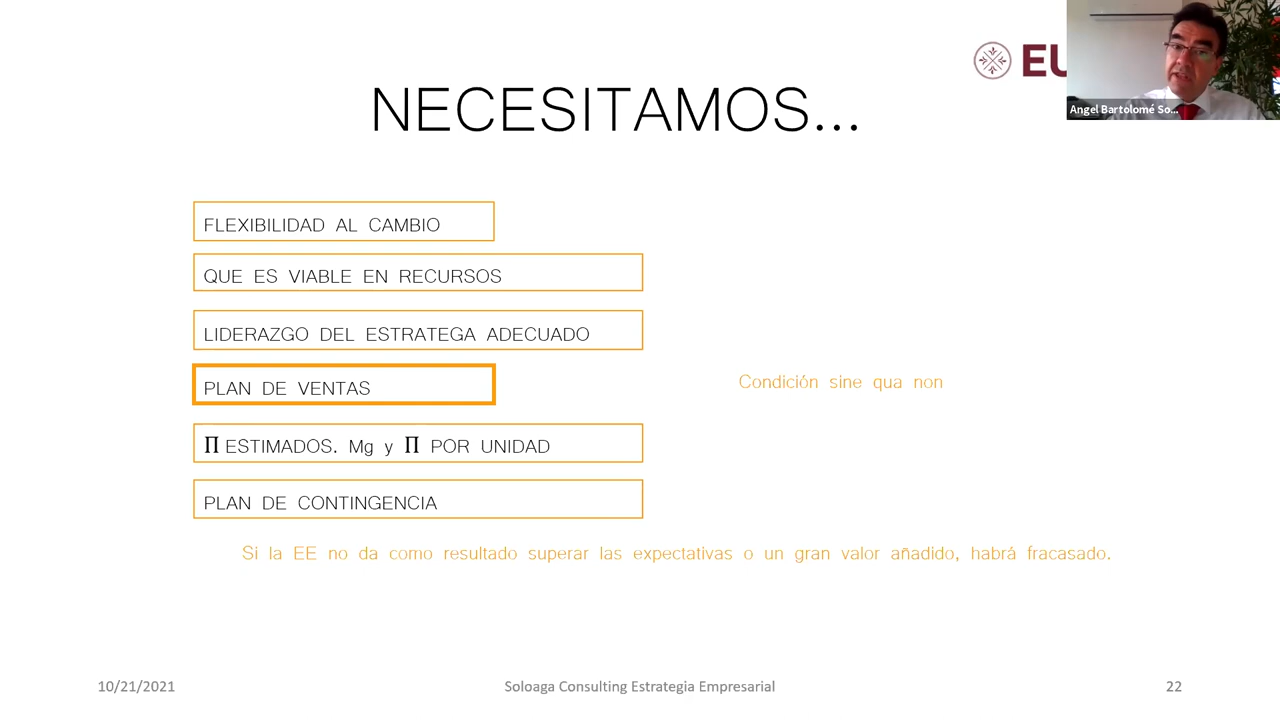 EU
Angel Bartolomé So...
NECESITAMOS...
FLEXIBILIDAD AL CAMBIO
QUE ES VIABLE EN RECURSOS
LIDERAZGO DEL ESTRATEGA ADECUADO
PLAN DE VENTAS
Condición sine qua non
Π ESTIMADOS. Mg y Π POR UNIDAD
PLAN DE CONTINGENCIA
Si la EE no da como resultado superar las expectativas o un gran valor añadido, habrá fracasado.
10/21/2021
Soloaga Consulting Estrategia Empresarial
22